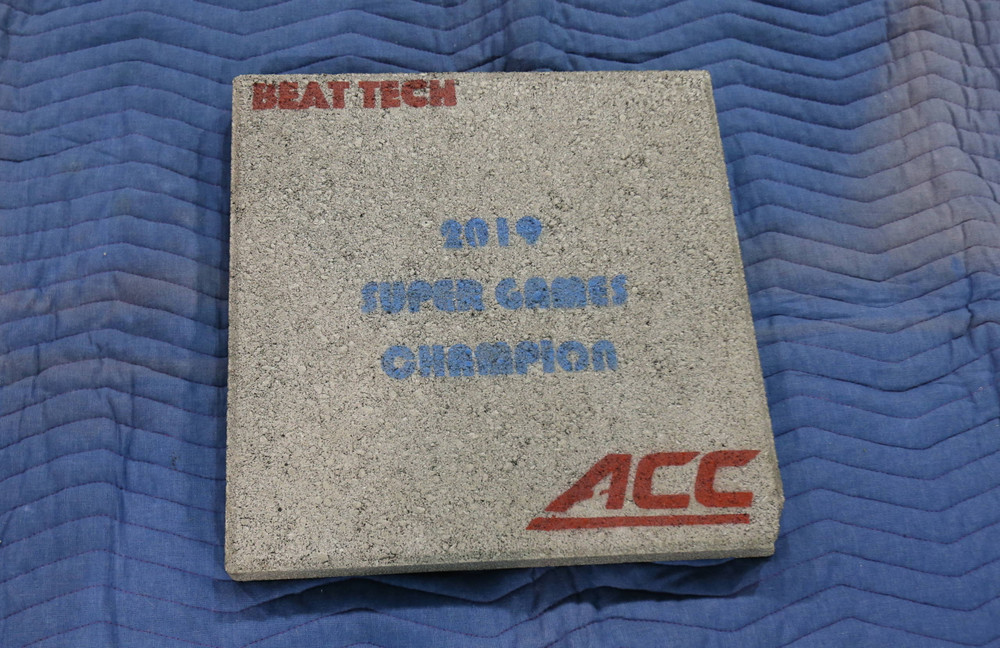 BEAT TECH
2019
SUPER GAMES
CHAMPION
ACC